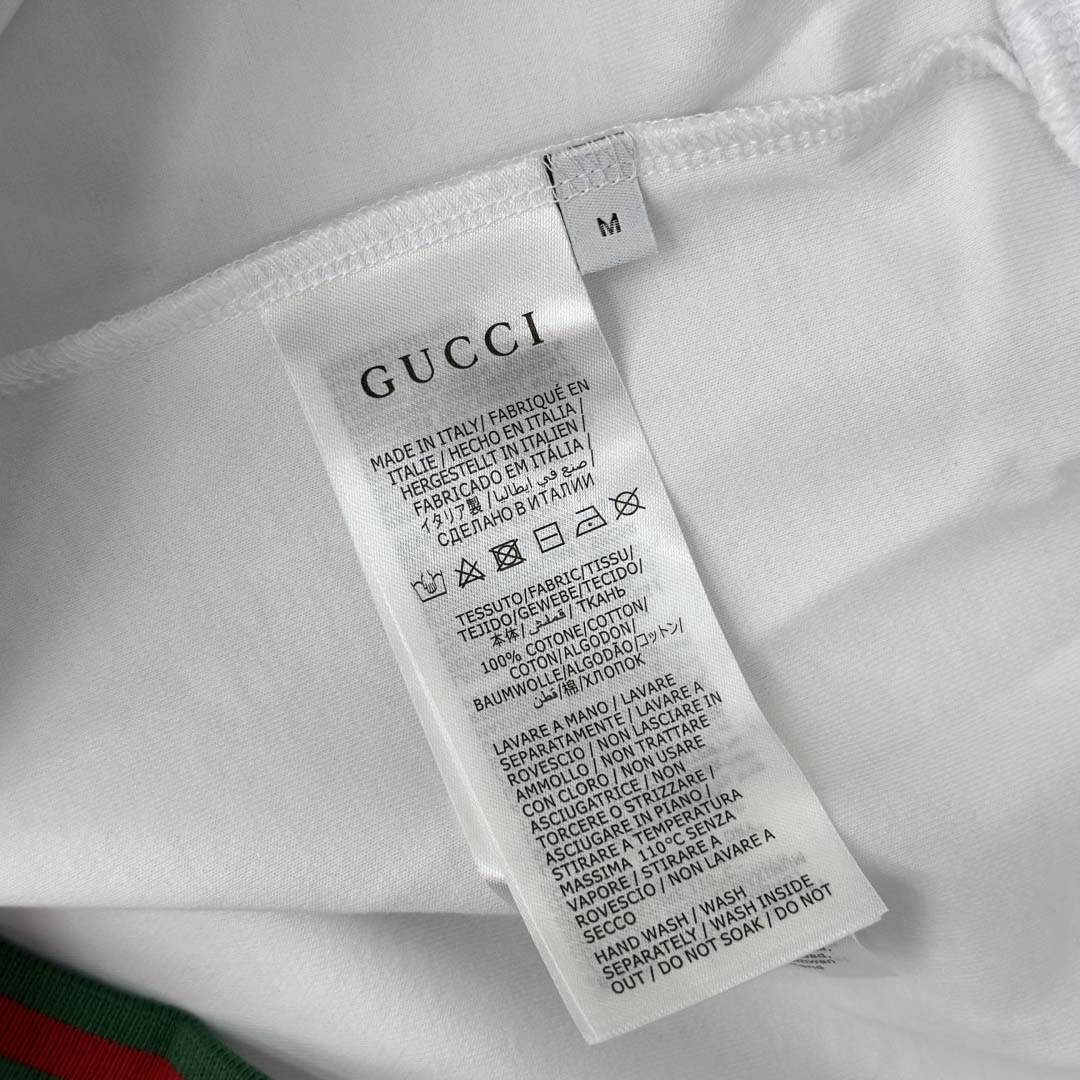 M
GUCCI
MADE IN ITALY/ FABRIQUÉ EN
ITALIE / HECHO EN ITALIA /
HERGESTELLT IN ITALIEN /
FABRICADO EM ITÁLIA /
イタリア製 / صنع في ايطاليا /
СДЕЛАНО В ИТАЛИИ
TESSUTO/FABRIC/TISSU/
TEJIDO/GEWEBE/TECIDO/
本体/ قماش / ТКАНЬ
100% COTONE/COTTON/
COTON/ALGODON/
BAUMWOLLE/ALGODÃO/コットン/
قطن/棉/ХЛОПОК
LAVARE A MANO / LAVARE
SEPARATAMENTE / LAVARE A
ROVESCIO / NON LASCIARE IN
AMMOLLO / NON TRATTARE
CON CLORO / NON USARE
ASCIUGATRICE / NON
TORCERE O STRIZZARE /
ASCIUGARE IN PIANO /
STIRARE A TEMPERATURA
MASSIMA 110°C SENZA
VAPORE / STIRARE A
ROVESCIO / NON LAVARE A
SECCO
HAND WASH / WASH
SEPARATELY / WASH INSIDE
OUT / DO NOT SOAK / DO NOT